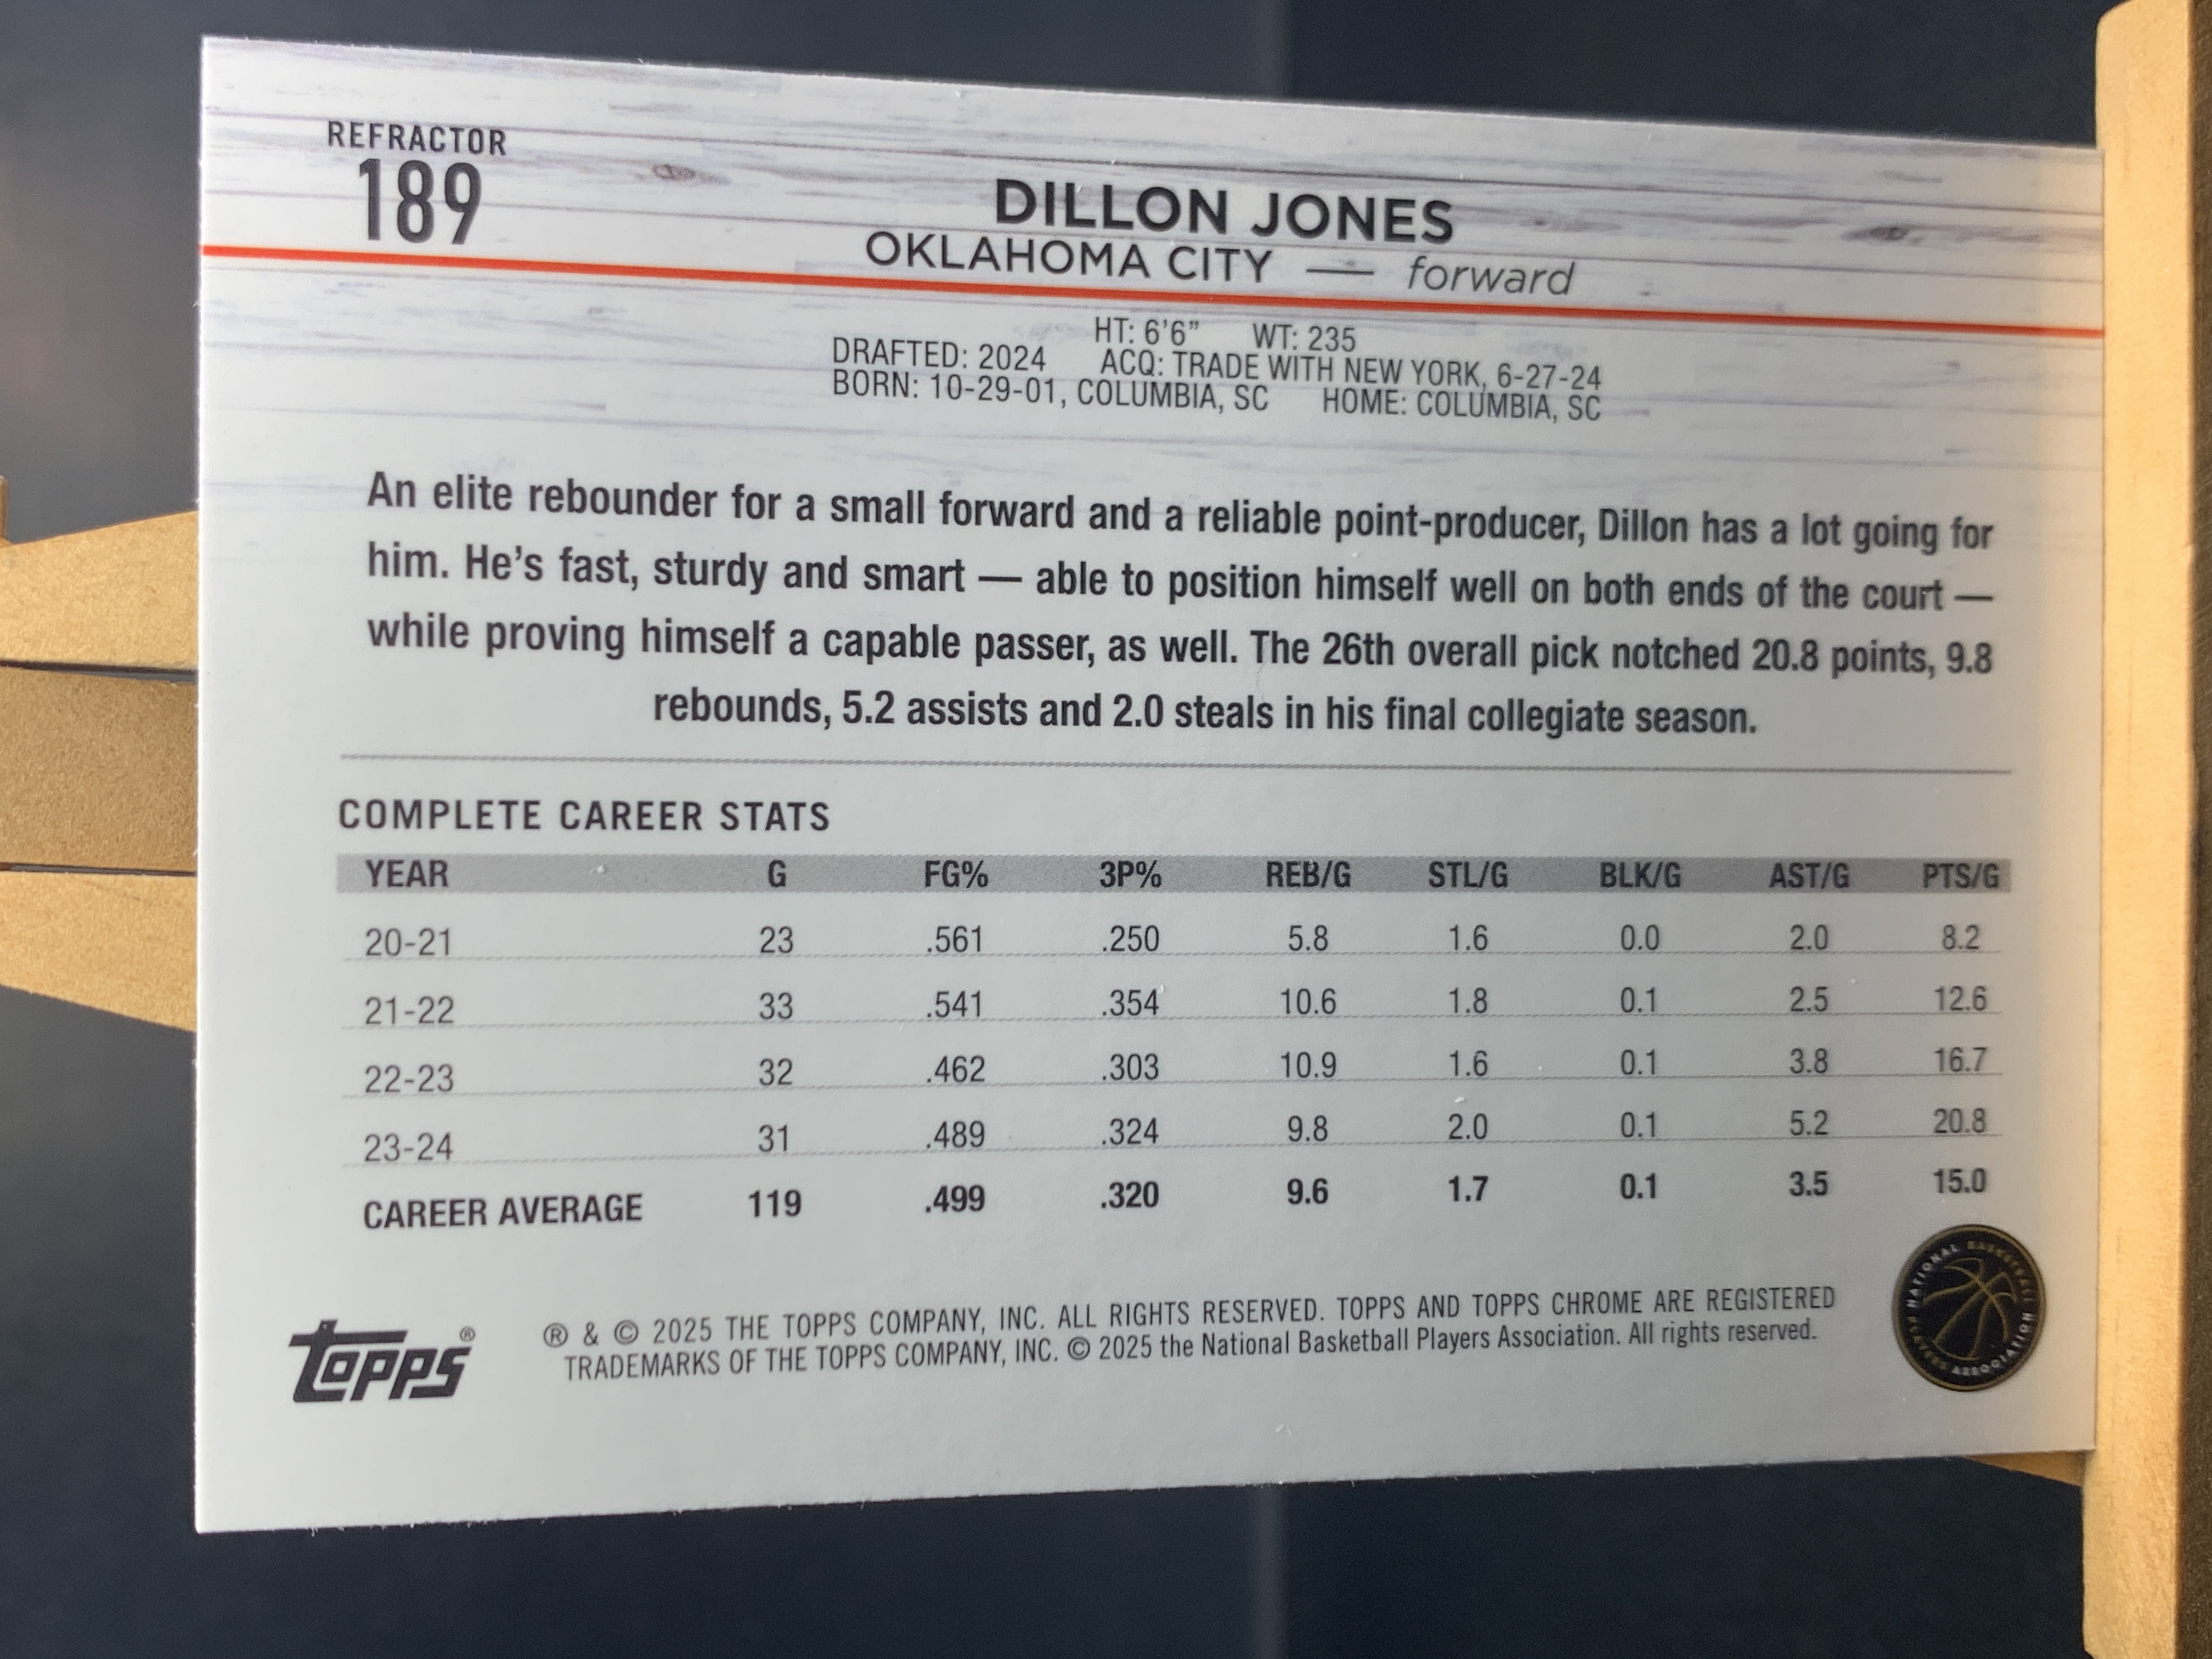 REFRACTOR
189
DILLON JONES
OKLAHOMA CITY — forward
HT: 6'6” WT: 235
DRAFTED: 2024 ACQ: TRADE WITH NEW YORK, 6-27-24
BORN: 10-29-01, COLUMBIA, SC HOME: COLUMBIA, SC
An elite rebounder for a small forward and a reliable point-producer, Dillon has a lot going for
him. He's fast, sturdy and smart — able to position himself well on both ends of the court —
while proving himself a capable passer, as well. The 26th overall pick notched 20.8 points, 9.8
rebounds, 5.2 assists and 2.0 steals in his final collegiate season.
COMPLETE CAREER STATS
YEAR G FG% 3P% REB/G STL/G BLK/G AST/G PTS/G
20-21 23 .561 .250 5.8 1.6 0.0 2.0 8.2
21-22 33 .541 .354 10.6 1.8 0.1 2.5 12.6
22-23 32 .462 .303 10.9 1.6 0.1 3.8 16.7
23-24 31 .489 .324 9.8 2.0 0.1 5.2 20.8
CAREER AVERAGE 119 .499 .320 9.6 1.7 0.1 3.5 15.0
TOPPS®
® & © 2025 THE TOPPS COMPANY, INC. ALL RIGHTS RESERVED. TOPPS AND TOPPS CHROME ARE REGISTERED
TRADEMARKS OF THE TOPPS COMPANY, INC. © 2025 the National Basketball Players Association. All rights reserved.
NATIONAL BASKETBALL PLAYERS ASSOCIATION